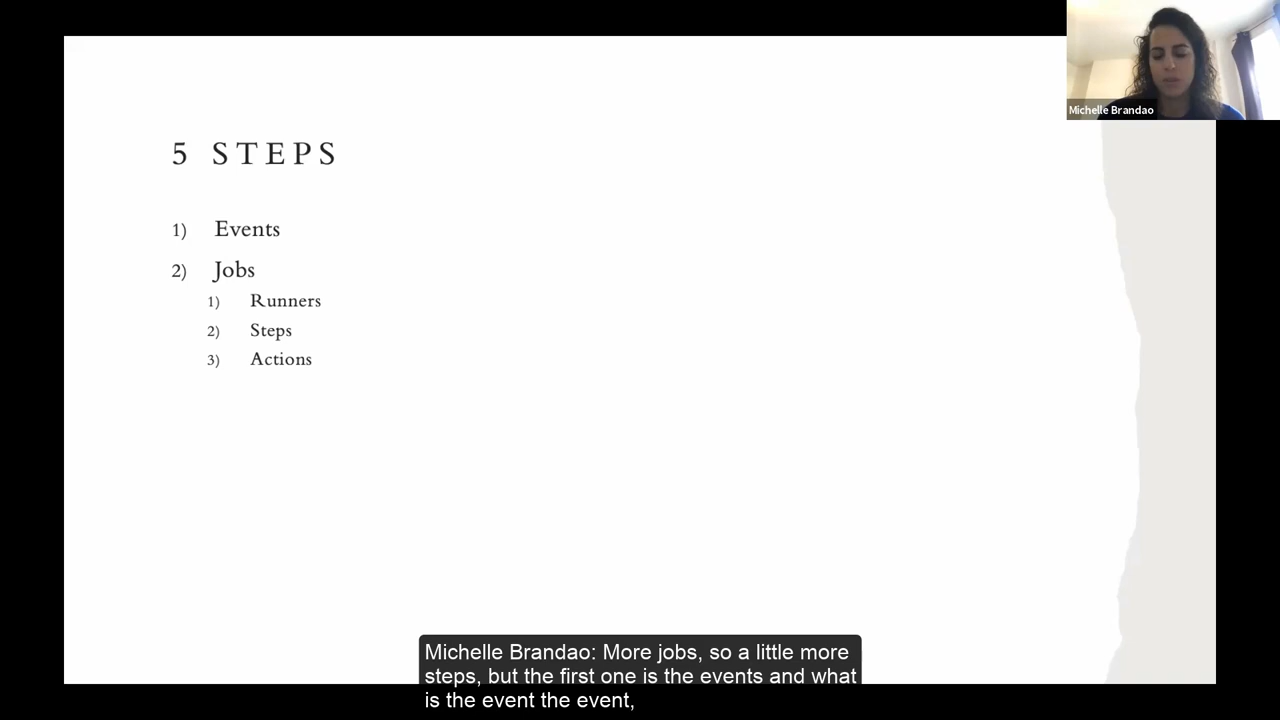 Michelle Brandao
5 STEPS
1) Events
2) Jobs
1) Runners
2) Steps
3) Actions
Michelle Brandao: More jobs, so a little more
steps, but the first one is the events and what
is the event the event,